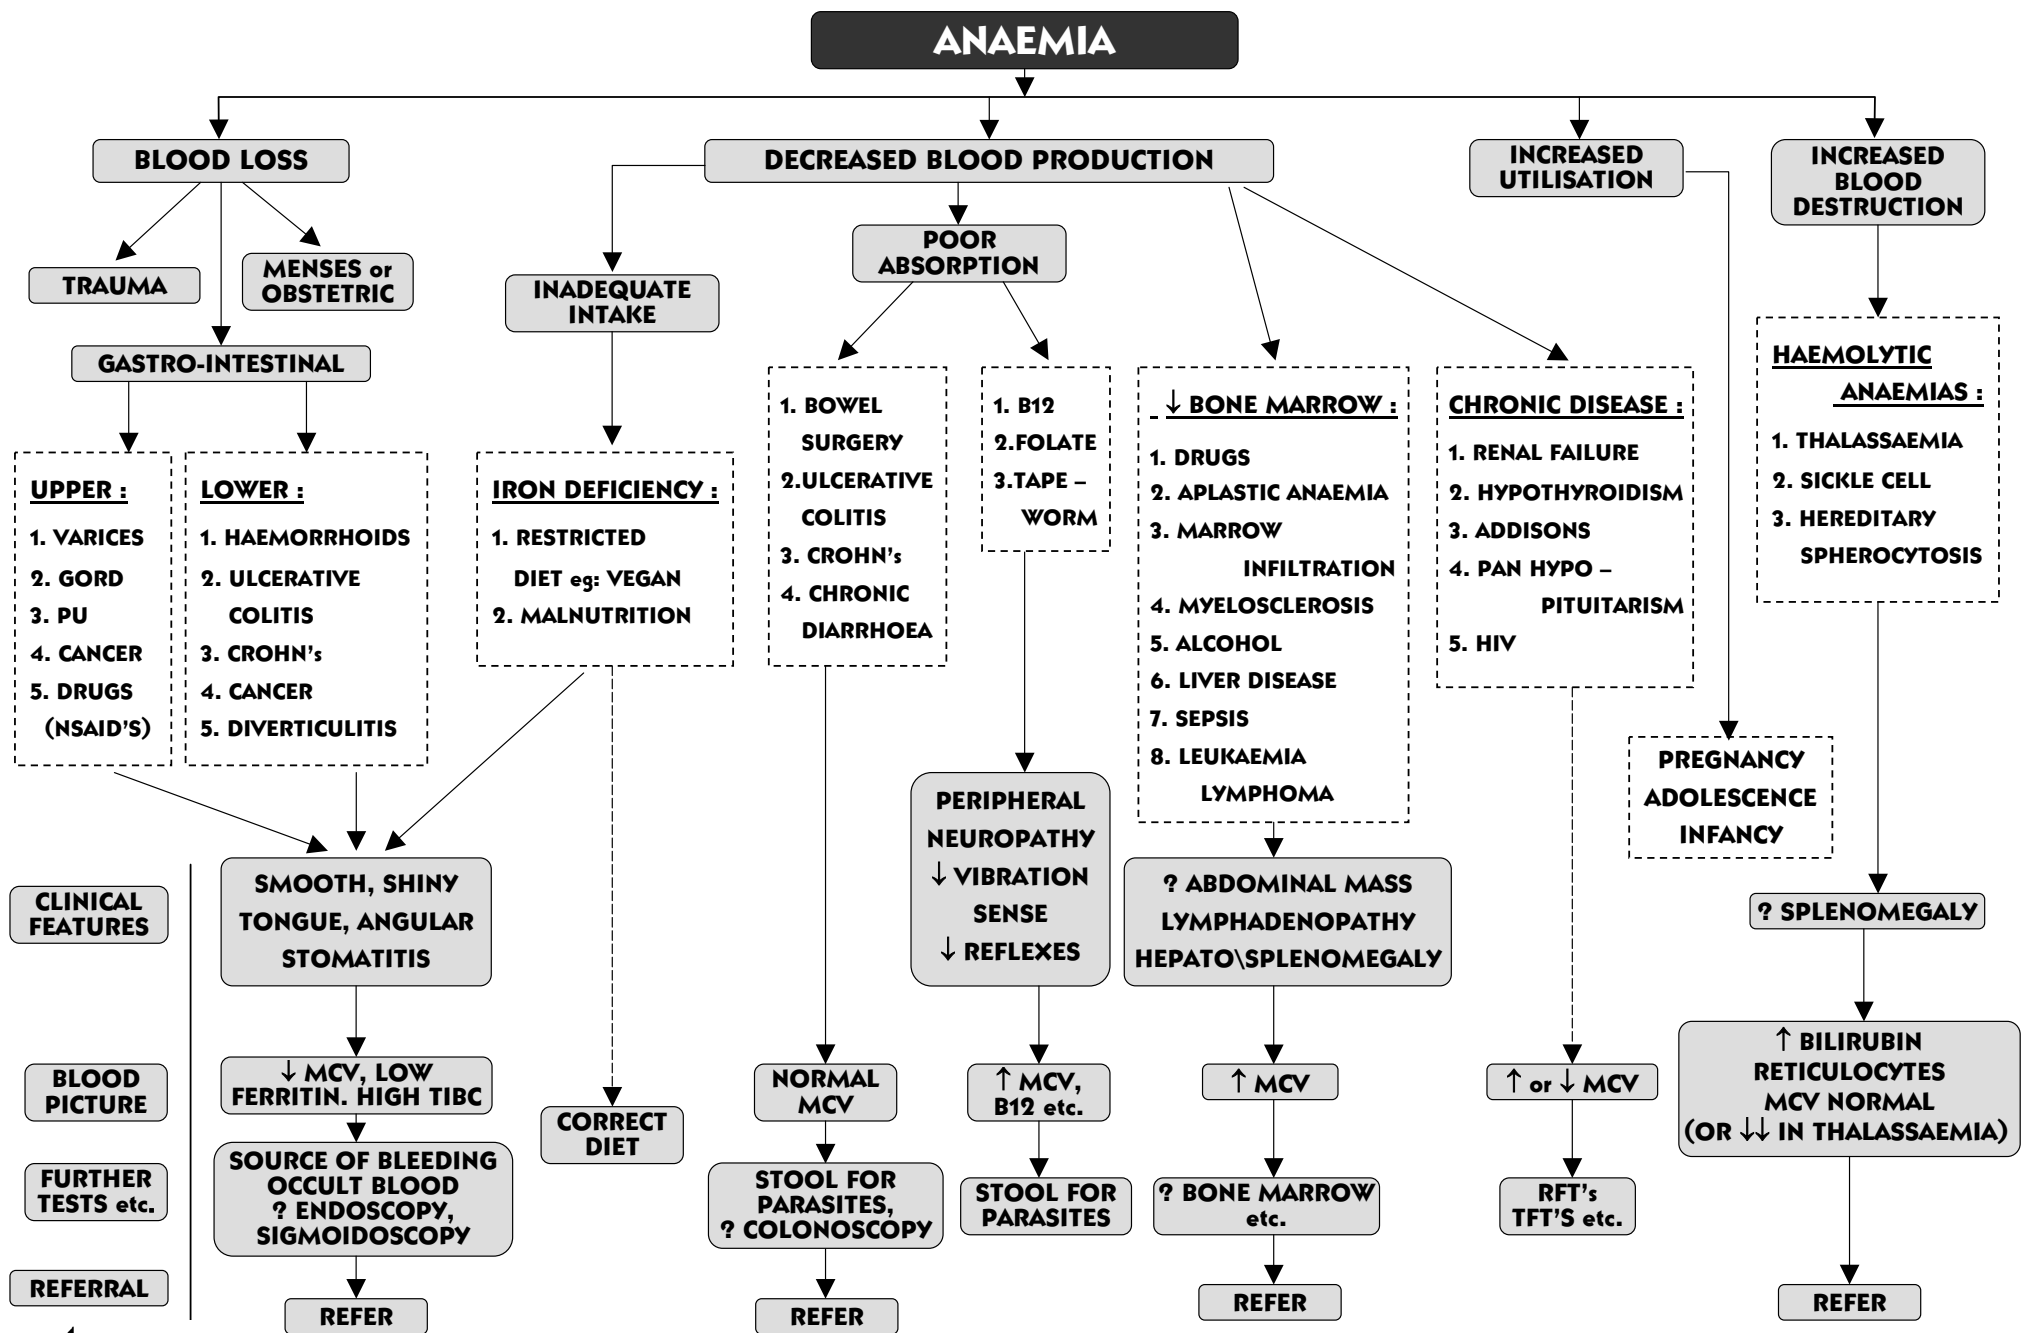 ANAEMIA
BLOOD LOSS
DECREASED BLOOD PRODUCTION
INCREASED
UTILISATION
INCREASED
BLOOD
DESTRUCTION
TRAUMA
MENSES or
OBSTETRIC
GASTRO-INTESTINAL
INADEQUATE
INTAKE
POOR
ABSORPTION
UPPER :
1. VARICES
2. GORD
3. PU
4. CANCER
5. DRUGS
(NSAID'S)
LOWER :
1. HAEMORRHOIDS
2. ULCERATIVE
COLITIS
3. CROHN's
4. CANCER
5. DIVERTICULITIS
IRON DEFICIENCY :
1. RESTRICTED
DIET eg: VEGAN
2. MALNUTRITION
1. BOWEL
SURGERY
2.ULCERATIVE
COLITIS
3. CROHN's
4. CHRONIC
DIARRHOEA
1. B12
2.FOLATE
3.TAPE –
WORM
↓ BONE MARROW :
1. DRUGS
2. APLASTIC ANAEMIA
3. MARROW
INFILTRATION
4. MYELOSCLEROSIS
5. ALCOHOL
6. LIVER DISEASE
7. SEPSIS
8. LEUKAEMIA
LYMPHOMA
CHRONIC DISEASE :
1. RENAL FAILURE
2. HYPOTHYROIDISM
3. ADDISONS
4. PAN HYPO –
PITUITARISM
5. HIV
HAEMOLYTIC
ANAEMIAS :
1. THALASSAEMIA
2. SICKLE CELL
3. HEREDITARY
SPHEROCYTOSIS
PREGNANCY
ADOLESCENCE
INFANCY
CLINICAL
FEATURES
SMOOTH, SHINY
TONGUE, ANGULAR
STOMATITIS
PERIPHERAL
NEUROPATHY
↓ VIBRATION
SENSE
↓ REFLEXES
? ABDOMINAL MASS
LYMPHADENOPATHY
HEPATO\SPLENOMEGALY
? SPLENOMEGALY
BLOOD
PICTURE
↓ MCV, LOW
FERRITIN. HIGH TIBC
CORRECT
DIET
NORMAL
MCV
↑ MCV,
B12 etc.
↑ MCV
↑ or ↓ MCV
↑ BILIRUBIN
RETICULOCYTES
MCV NORMAL
(OR ↓↓ IN THALASSAEMIA)
FURTHER
TESTS etc.
SOURCE OF BLEEDING
OCCULT BLOOD
? ENDOSCOPY,
SIGMOIDOSCOPY
STOOL FOR
PARASITES,
? COLONOSCOPY
STOOL FOR
PARASITES
? BONE MARROW
etc.
RFT's
TFT'S etc.
REFERRAL
REFER
REFER
REFER
REFER